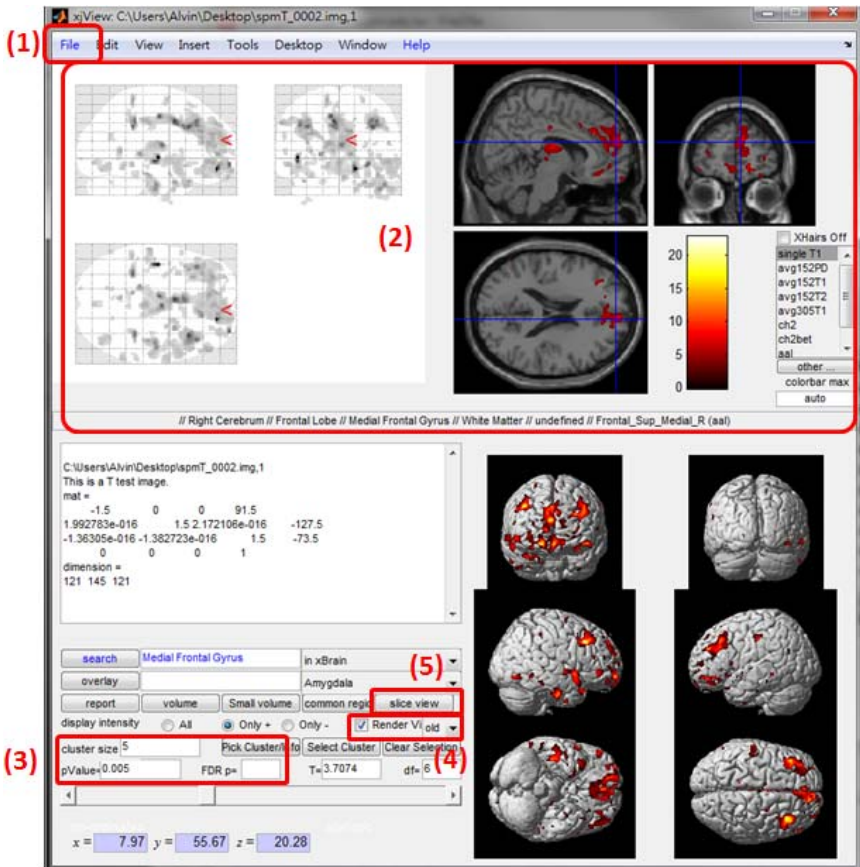 xjView: C:\Users\Alvin\Desktop\spmT_0002.img,1
(1)
File Edit View Insert Tools Desktop Window Help
(2)
< < <
20
15
10
5
0
XHairs Off
single T1
avg152PD
avg152T1
avg152T2
avg305T1
ch2
ch2bet
aal
other ...
colorbar max
auto
// Right Cerebrum // Frontal Lobe // Medial Frontal Gyrus // White Matter // undefined // Frontal_Sup_Medial_R (aal)
C:\Users\Alvin\Desktop\spmT_0002.img,1
This is a T test image.
mat =
-1.5 0 0 91.5
1.992783e-016 1.5 2.172106e-016 -127.5
-1.36305e-016 -1.382723e-016 1.5 -73.5
0 0 0 1
dimension =
121 145 121
search Medial Frontal Gyrus in xBrain
(5)
overlay Amygdala
report volume Small volume common regio slice view
display intensity All Only + Only - Render Vi old
(3)
cluster size 5 Pick Cluster/Info Select Cluster Clear Selection
(4)
pValue= 0.005 FDR p= T= 3.7074 df= 6
x = 7.97 y = 55.67 z = 20.28